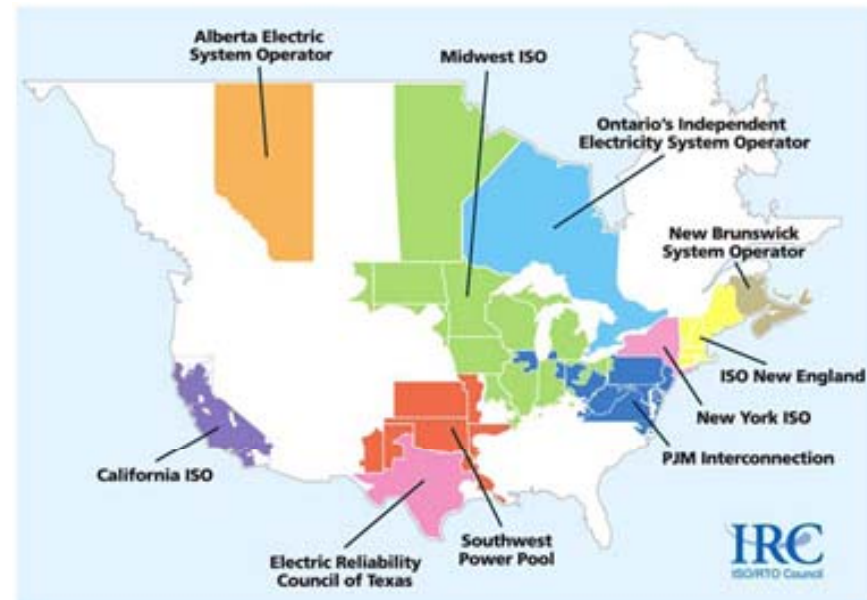 Alberta Electric
System Operator
Midwest ISO
Ontario's Independent
Electricity System Operator
New Brunswick
System Operator
ISO New England
New York ISO
PJM Interconnection
California ISO
Electric Reliability
Council of Texas
Southwest
Power Pool
IRC
ISO/RTO Council